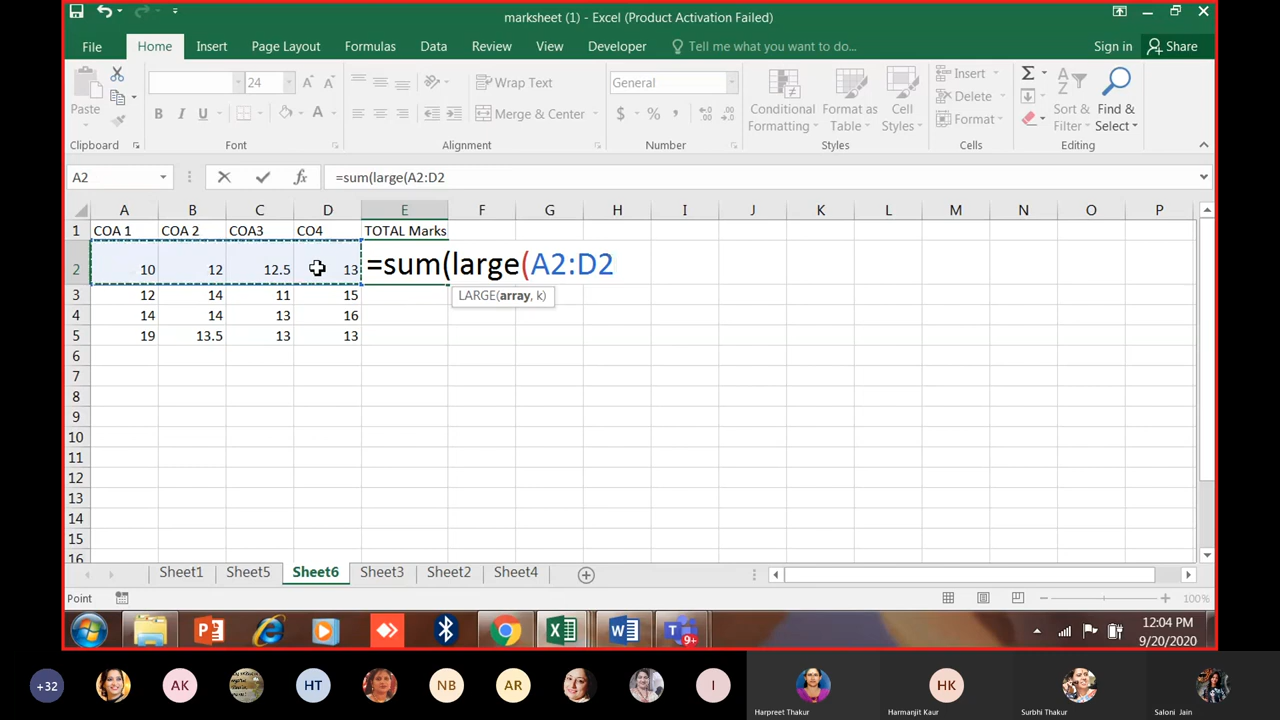 marksheet (1) - Excel (Product Activation Failed)
File Home Insert Page Layout Formulas Data Review View Developer Tell me what you want to do... Sign in Share
Paste
24
Wrap Text
General
Conditional Formatting
Format as Table
Cell Styles
Insert
Delete
Format
Sort & Filter
Find & Select
B I U
Merge & Center
$ % ,
Clipboard Font Alignment Number Styles Cells Editing
A2 fx =sum(large(A2:D2
A B C D E F G H I J K L M N O P
1 COA 1 COA 2 COA3 CO4 TOTAL Marks
2 10 12 12.5 13 =sum(large(A2:D2
LARGE(array, k)
3 12 14 11 15
4 14 14 13 16
5 19 13.5 13 13
6
7
8
9
10
11
12
13
14
15
16
Sheet1 Sheet5 Sheet6 Sheet3 Sheet2 Sheet4
Point 100%
9+
12:04 PM
9/20/2020
+32 AK HT NB AR I HK
Harpreet Thakur Harmanjit Kaur Surbhi Thakur Saloni Jain